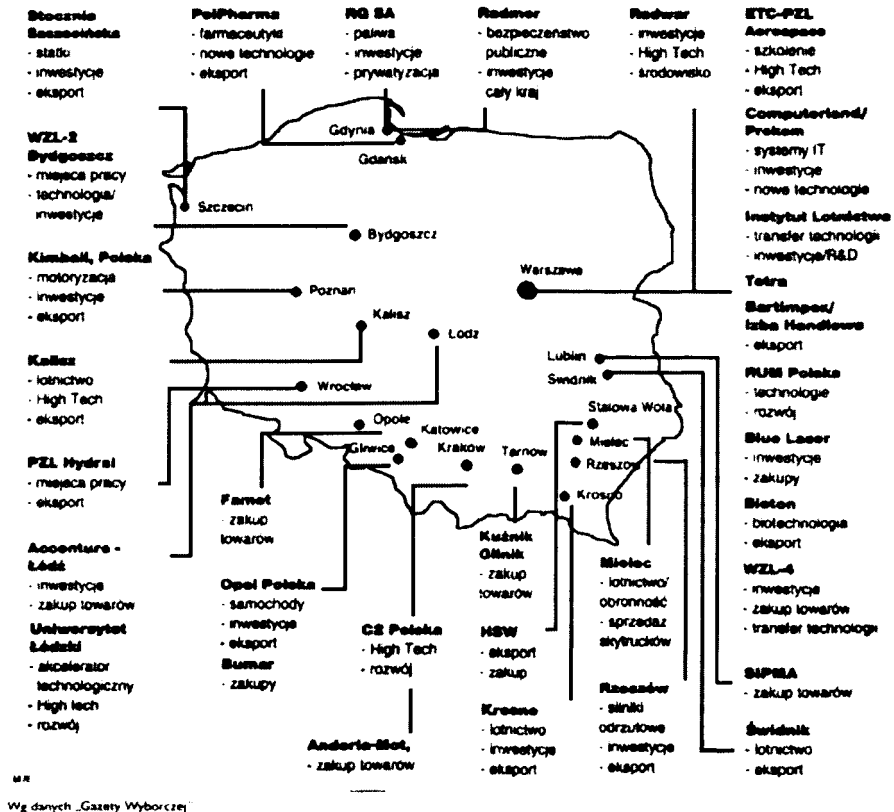 Stocznia
Szczecińska
- statki
- inwestycje
- eksport
PolPharma
- farmaceutyki
- nowe technologie
- eksport
RG SA
- paliwa
- inwestycje
- prywatyzacja
Radmor
- bezpieczeństwo
publiczne
- inwestycje
cały kraj
Radwar
- inwestycje
- High Tech
- środowisko
ETC-PZL
Aerospace
- szkolenie
- High Tech
- eksport
WZL-2
Bydgoszcz
- miejsca pracy
- technologia/
inwestycje
Kimball, Polska
- motoryzacja
- inwestycje
- eksport
Kalisz
- lotnictwo
- High Tech
- eksport
PZL Hydral
- miejsca pracy
- eksport
Accenture -
Łódź
- inwestycje
- zakup towarów
Uniwersytet
Łódzki
- akcelerator
technologiczny
- High tech
- rozwój
Gdynia
Gdańsk
Szczecin
Bydgoszcz
Poznań
Warszawa
Kalisz
Łódz
Lublin
Świdnik
Wrocław
Opole
Katowice
Gliwice
Kraków
Tarnow
Stalowa Wola
Mielec
Rzeszów
Krosno
Computerland/
Prokom
- systemy IT
- inwestycje
- nowe technologie
Instytut Lotnictwa
- transfer technologii
- inwestycje/R&D
Tetra
Bartimpex/
Izba Handlowa
- eksport
RUM Polska
- technologie
- rozwój
Blue Laser
- inwestycje
- zakupy
Bioton
- biotechnologia
- eksport
WZL-4
- inwestycje
- zakup towarów
- transfer technologii
SIPMA
- zakup towarów
Świdnik
- lotnictwo
- eksport
Famet
- zakup
towarów
Opel Polska
- samochody
- inwestycje
- eksport
Bumar
- zakupy
C2 Polska
- High Tech
- rozwój
Andoria-Mot,
- zakup towarów
Kuźnik
Glinik
- zakup
towarów
HSW
- eksport
- zakup
Krosno
- lotnictwo
- inwestycje
- eksport
Mielec
- lotnictwo/
obronność
- sprzedaż
skytrucków
Rzeszów
- silniki
odrzutowe
- inwestycje
- eksport
Wg danych „Gazety Wyborczej”